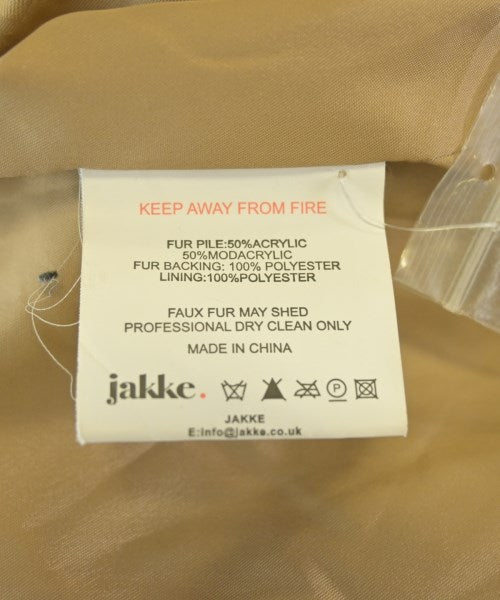 KEEP AWAY FROM FIRE
FUR PILE:50%ACRYLIC
50%MODACRYLIC
FUR BACKING: 100% POLYESTER
LINING:100%POLYESTER
FAUX FUR MAY SHED
PROFESSIONAL DRY CLEAN ONLY
MADE IN CHINA
jakke.
P
JAKKE
E:info@jakke.co.uk